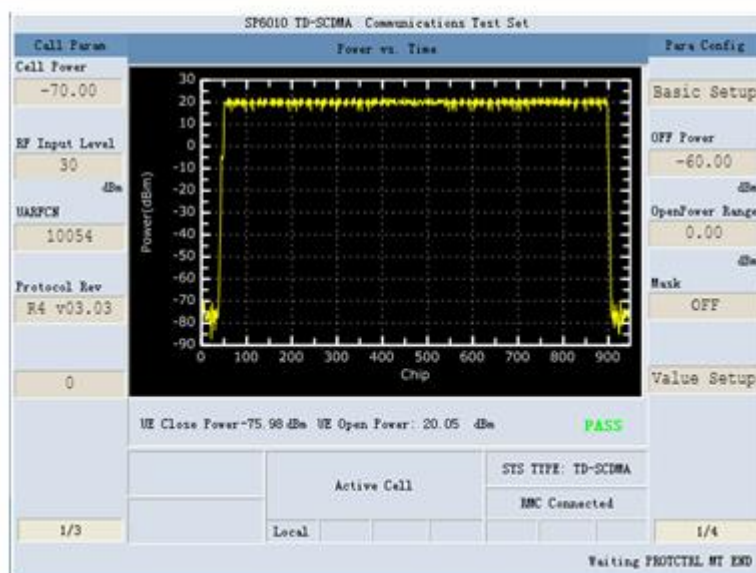 SP6010 TD-SCDMA Communications Test Set
Call Param
Power vs. Time
Para Config
Cell Power
-70.00
RF Input Level
30
dBm
UARFCN
10054
Protocol Rev
R4 v03.03
0
1/3
30
20
10
0
-10
-20
-30
-40
-50
-60
-70
-80
-90
Power(dBm)
0 100 200 300 400 500 600 700 800 900
Chip
UE Close Power-75.98 dBm UE Open Power: 20.05 dBm
PASS
Active Cell
SYS TYPE: TD-SCDMA
RMC Connected
Local
Basic Setup
OFF Power
-60.00
dBm
OpenPower Range
0.00
dBm
Mask
OFF
Value Setup
1/4
Waiting PROTCTRL MT END